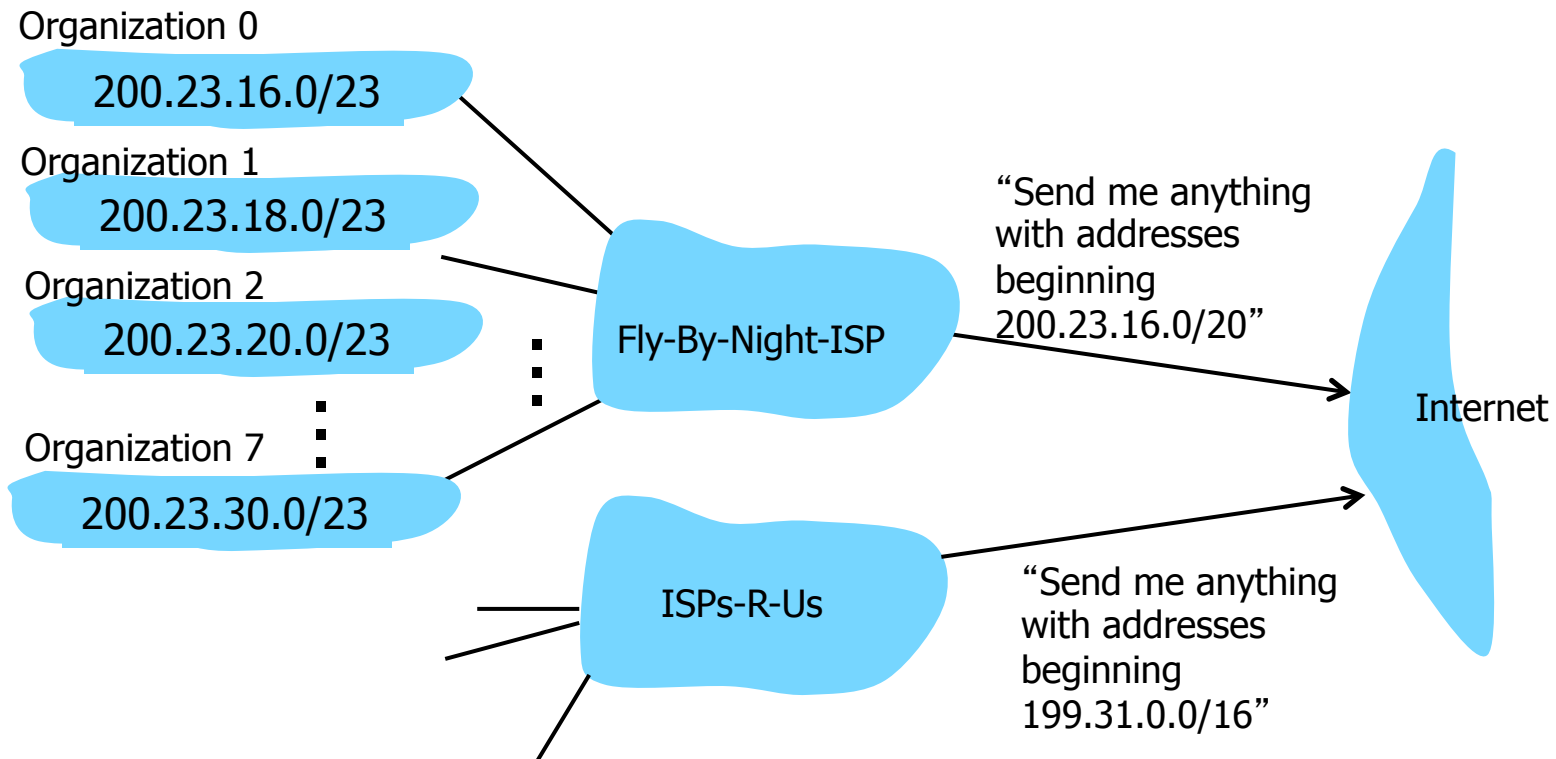 Organization 0
200.23.16.0/23
Organization 1
200.23.18.0/23
Organization 2
200.23.20.0/23
Organization 7
200.23.30.0/23
Fly-By-Night-ISP
“Send me anything
with addresses
beginning
200.23.16.0/20”
Internet
ISPs-R-Us
“Send me anything
with addresses
beginning
199.31.0.0/16”